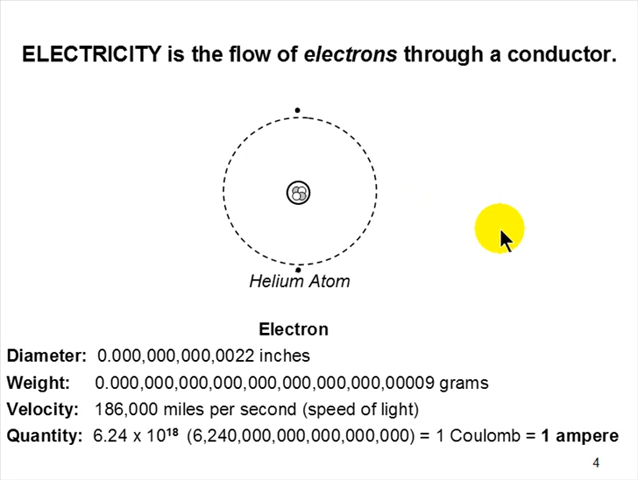 ELECTRICITY is the flow of electrons through a conductor.
Helium Atom
Electron
Diameter: 0.000,000,000,0022 inches
Weight: 0.000,000,000,000,000,000,000,000,00009 grams
Velocity: 186,000 miles per second (speed of light)
Quantity: 6.24 x 10¹⁸ (6,240,000,000,000,000,000) = 1 Coulomb = 1 ampere
4